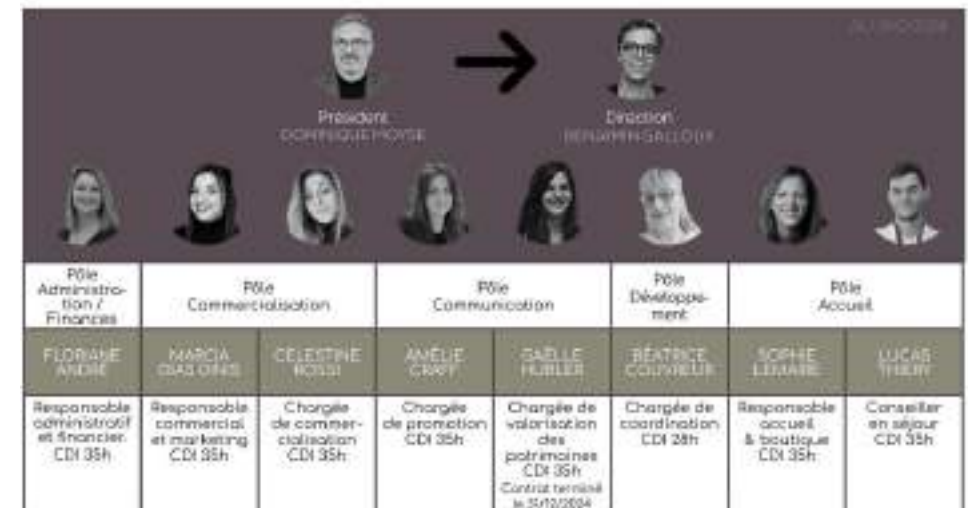 Président
DOMINIQUE MOYSE
Direction
BENJAMIN GALLOUX
Pôle
Administra-
tion /
Finances
Pôle
Commercialisation
Pôle
Communication
Pôle
Développe-
ment
Pôle
Accueil
FLORIANE
ANDRÉ
MARCIA
DIAS DINIS
CÉLESTINE
ROSSI
AMÉLIE
GRAFF
GAËLLE
HUBLER
BÉATRICE
COUVREUR
SOPHIE
LEMAIRE
LUCAS
THIERY
Responsable
administratif
et financier.
CDI 35h
Responsable
commercial
et marketing
CDI 35h
Chargée
de commer-
cialisation
CDI 35h
Chargée
de promotion
CDI 35h
Chargée de
valorisation
des
patrimoines
CDI 35h
Contrat terminé
le 31/12/2024
Chargée de
coordination
CDI 28h
Responsable
accueil
& boutique
CDI 35h
Conseiller
en séjour
CDI 35h